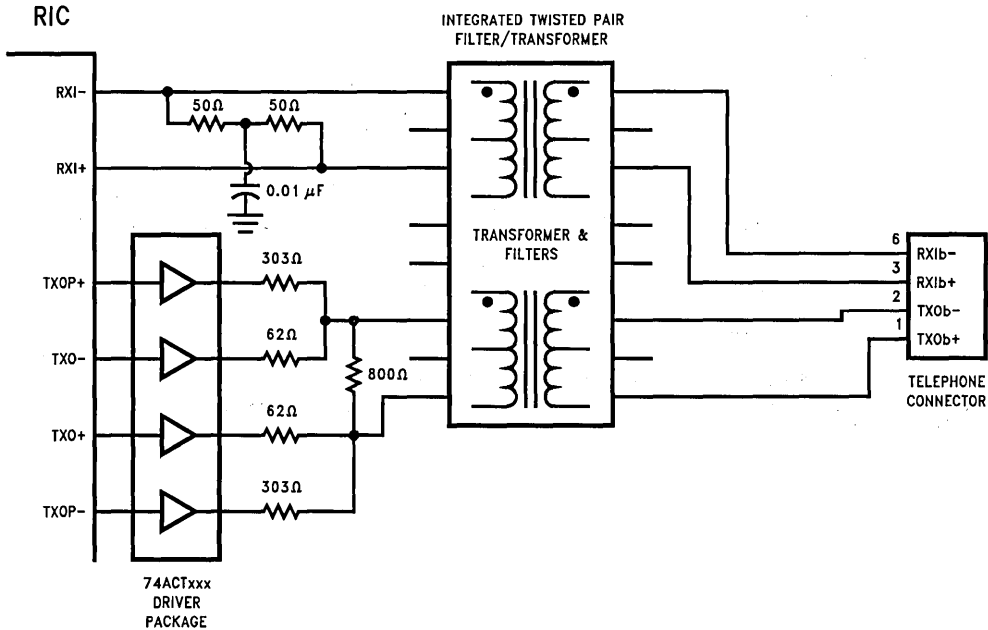 RIC
INTEGRATED TWISTED PAIR
FILTER/TRANSFORMER
RXI-
50Ω
50Ω
RXI+
0.01 μF
TRANSFORMER &
FILTERS
303Ω
TXOP+
62Ω
TXO-
800Ω
62Ω
TXO+
303Ω
TXOP-
6
RXIb-
3
RXIb+
2
TXOb-
1
TXOb+
TELEPHONE
CONNECTOR
74ACTxxx
DRIVER
PACKAGE